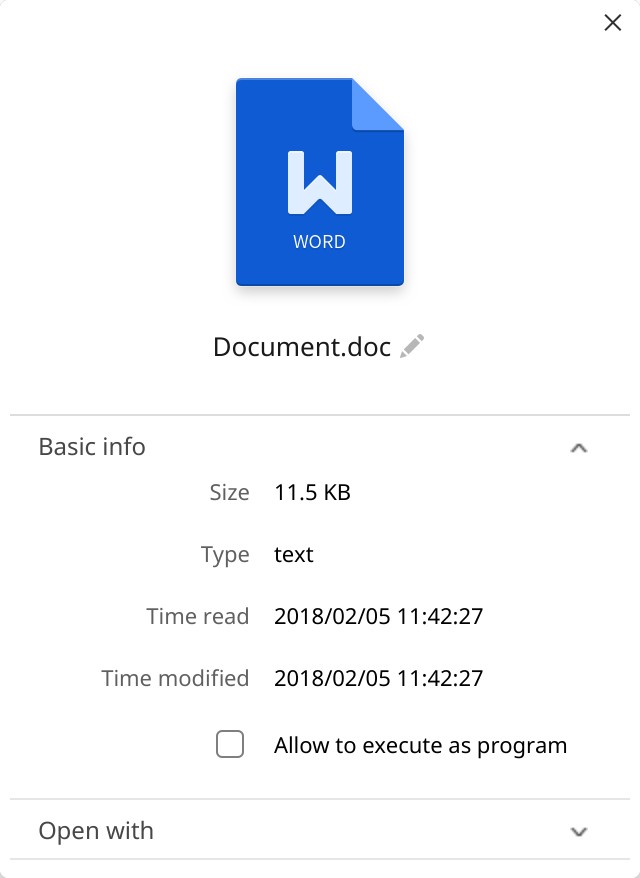 W
WORD
Document.doc
Basic info
Size 11.5 KB
Type text
Time read 2018/02/05 11:42:27
Time modified 2018/02/05 11:42:27
Allow to execute as program
Open with